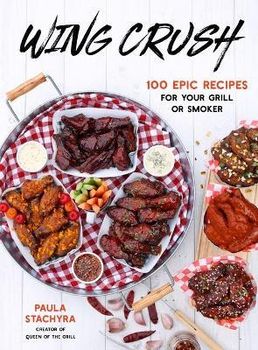 WING CRUSH
100 EPIC RECIPES
FOR YOUR GRILL
OR SMOKER
PAULA
STACHYRA
CREATOR OF
QUEEN OF THE GRILL